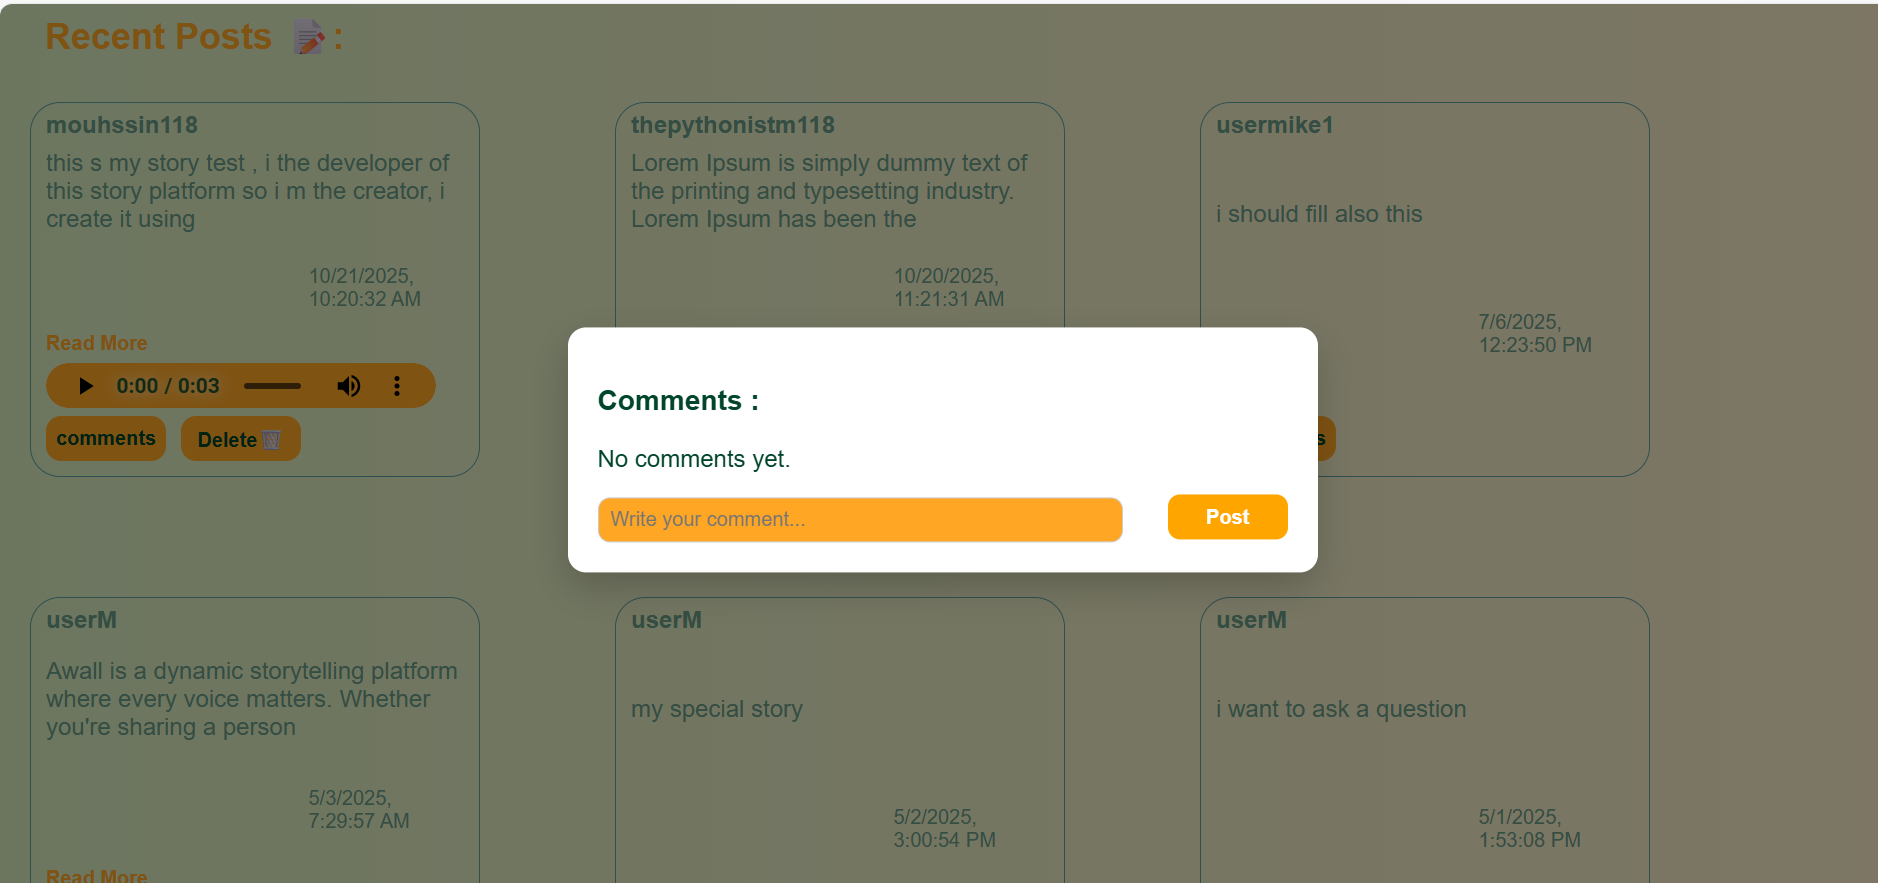 Recent Posts 📝 :
mouhssin118
this s my story test , i the developer of
this story platform so i m the creator, i
create it using
10/21/2025,
10:20:32 AM
Read More
0:00 / 0:03
comments
Delete🗑️
thepythonistm118
Lorem Ipsum is simply dummy text of
the printing and typesetting industry.
Lorem Ipsum has been the
10/20/2025,
11:21:31 AM
usermike1
i should fill also this
7/6/2025,
12:23:50 PM
s
Comments :
No comments yet.
Write your comment...
Post
userM
Awall is a dynamic storytelling platform
where every voice matters. Whether
you're sharing a person
5/3/2025,
7:29:57 AM
Read More
userM
my special story
5/2/2025,
3:00:54 PM
userM
i want to ask a question
5/1/2025,
1:53:08 PM